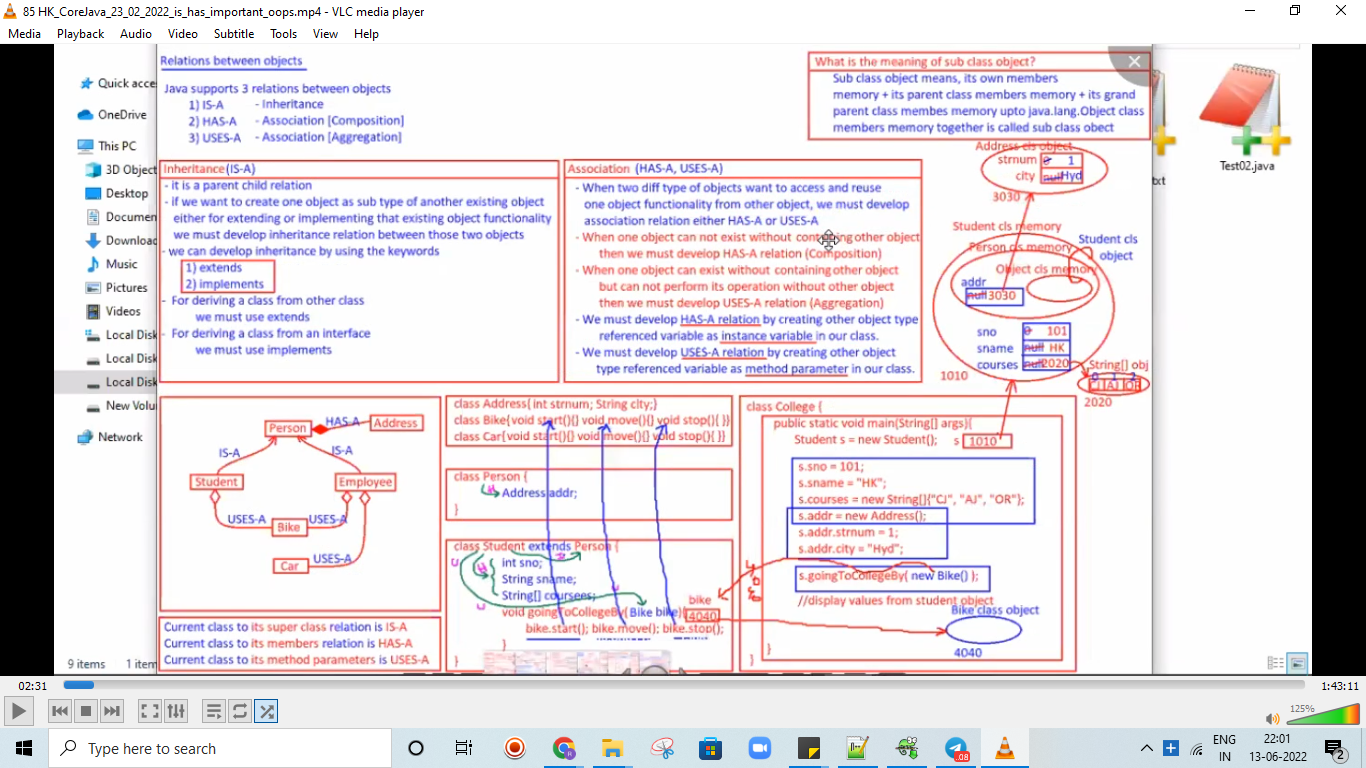 85 HK_CoreJava_23_02_2022_is_has_important_oops.mp4 - VLC media player
Media Playback Audio Video Subtitle Tools View Help
Quick acce
OneDrive
This PC
3D Object
Desktop
Documen
Downloa
Music
Pictures
Videos
Local Disk
Local Disk
Local Disk
New Volu
Network
9 items
1 item
Relations between objects
Java supports 3 relations between objects
1) IS-A - Inheritance
2) HAS-A - Association [Composition]
3) USES-A - Association [Aggregation]
What is the meaning of sub class object?
Sub class object means, its own members
memory + its parent class members memory + its grand
parent class membes memory upto java.lang.Object class
members memory together is called sub class obect
Test02.java
txt
Inheritance(IS-A)
- it is a parent child relation
- if we want to create one object as sub type of another existing object
either for extending or implementing that existing object functionality
we must develop inheritance relation between those two objects
- we can develop inheritance by using the keywords
1) extends
2) implements
- For deriving a class from other class
we must use extends
- For deriving a class from an interface
we must use implements
Association (HAS-A, USES-A)
- When two diff type of objects want to access and reuse
one object functionality from other object, we must develop
association relation either HAS-A or USES-A
- When one object can not exist without containing other object
then we must develop HAS-A relation (Composition)
- When one object can exist without containing other object
but can not perform its operation without other object
then we must develop USES-A relation (Aggregation)
- We must develop HAS-A relation by creating other object type
referenced variable as instance variable in our class.
- We must develop USES-A relation by creating other object
type referenced variable as method parameter in our class.
Address cls object
strnum 0 1
city null Hyd
3030
Student cls memory
Person cls memory
Student cls
object
Object cls memory
addr
null 3030
sno 0 101
sname null HK
courses null 2020
String[] obj
0 1 2
CJ AJ OR
1010
2020
Person HAS-A Address
IS-A IS-A
Student Employee
USES-A Bike USES-A
Car USES-A
Current class to its super class relation is IS-A
Current class to its members relation is HAS-A
Current class to its method parameters is USES-A
class Address{ int strnum; String city;}
class Bike{ void start(){} void move(){} void stop(){ }}
class Car{ void start(){} void move(){} void stop(){ }}
class Person {
H
Address addr;
}
class Student extends Person {
U H R
int sno;
String sname;
String[] coursees;
U
void goingToCollegeBy( Bike bike){
bike
4040
bike.start(); bike.move(); bike.stop();
}
}
class College {
public static void main(String[] args){
Student s = new Student(); s 1010
s.sno = 101;
s.sname = "HK";
s.courses = new String[]{"CJ", "AJ", "OR"};
s.addr = new Address();
s.addr.strnum = 1;
s.addr.city = "Hyd";
s.goingToCollegeBy( new Bike() );
//display values from student object
Bike class object
4040
}
}
02:31
1:43:11
125%
Type here to search
.08
ENG
IN
22:01
13-06-2022
2